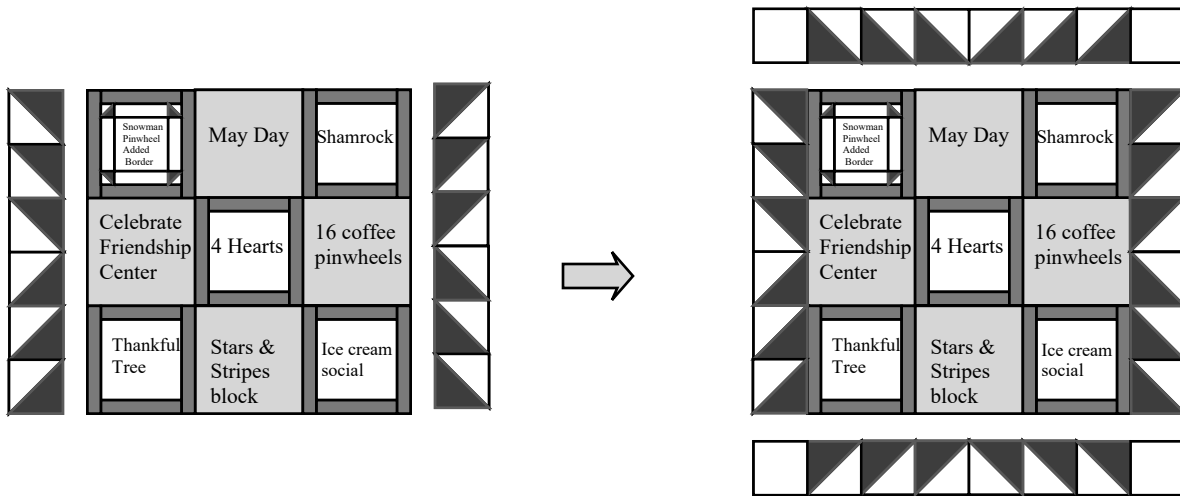 Snowman
Pinwheel
Added
Border
May Day
Shamrock
Celebrate
Friendship
Center
4 Hearts
16 coffee
pinwheels
Thankful
Tree
Stars &
Stripes
block
Ice cream
social
Snowman
Pinwheel
Added
Border
May Day
Shamrock
Celebrate
Friendship
Center
4 Hearts
16 coffee
pinwheels
Thankful
Tree
Stars &
Stripes
block
Ice cream
social